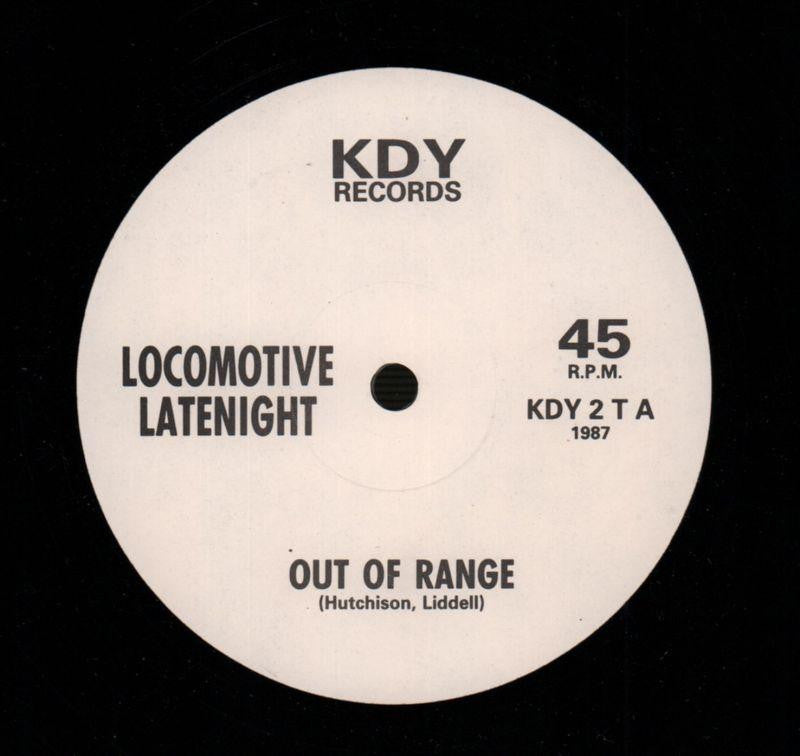 KDY
RECORDS
LOCOMOTIVE
LATENIGHT
45
R.P.M.
KDY 2 T A
1987
OUT OF RANGE
(Hutchison, Liddell)